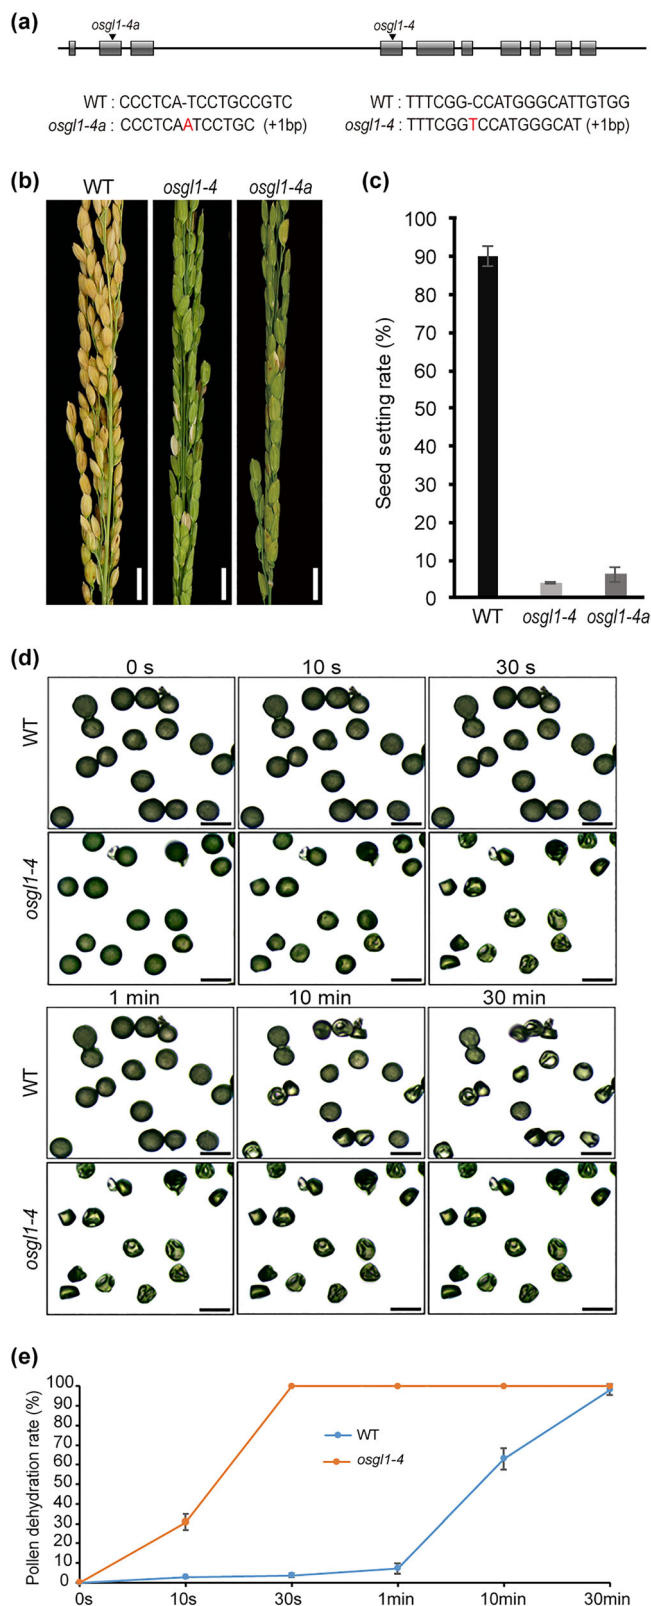 (a)
osgl1-4a
osgl1-4
WT : CCCTCA-TCCTGCCGTC
osgl1-4a : CCCTCAATCCTGC (+1bp)
WT : TTTCGG-CCATGGGCATTGTGG
osgl1-4 : TTTCGGTCCATGGGCAT (+1bp)
(b)
WT
osgl1-4
osgl1-4a
(c)
Seed setting rate (%)
100
90
80
70
60
50
40
30
20
10
0
WT
osgl1-4
osgl1-4a
(d)
0 s
10 s
30 s
WT
osgl1-4
1 min
10 min
30 min
WT
osgl1-4
(e)
Pollen dehydration rate (%)
100
90
80
70
60
50
40
30
20
10
0
WT
osgl1-4
0s
10s
30s
1min
10min
30min